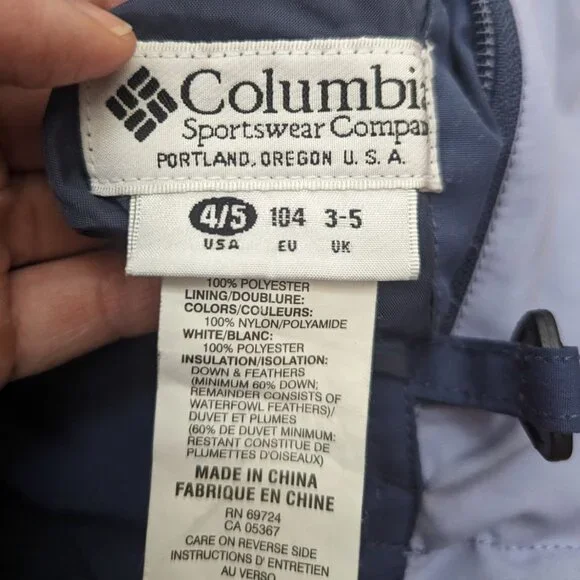 Columbia
Sportswear Compan
PORTLAND, OREGON U.S.A.
4/5 104 3-5
USA EU UK
100% POLYESTER
LINING/DOUBLURE:
COLORS/COULEURS:
100% NYLON/POLYAMIDE
WHITE/BLANC:
100% POLYESTER
INSULATION/ISOLATION:
DOWN & FEATHERS
(MINIMUM 60% DOWN;
REMAINDER CONSISTS OF
WATERFOWL FEATHERS)/
DUVET ET PLUMES
(60% DE DUVET MINIMUM:
RESTANT CONSTITUE DE
PLUMETTES D'OISEAUX)
MADE IN CHINA
FABRIQUE EN CHINE
RN 69724
CA 05367
CARE ON REVERSE SIDE
INSTRUCTIONS D'ENTRETIEN
AU VERSO